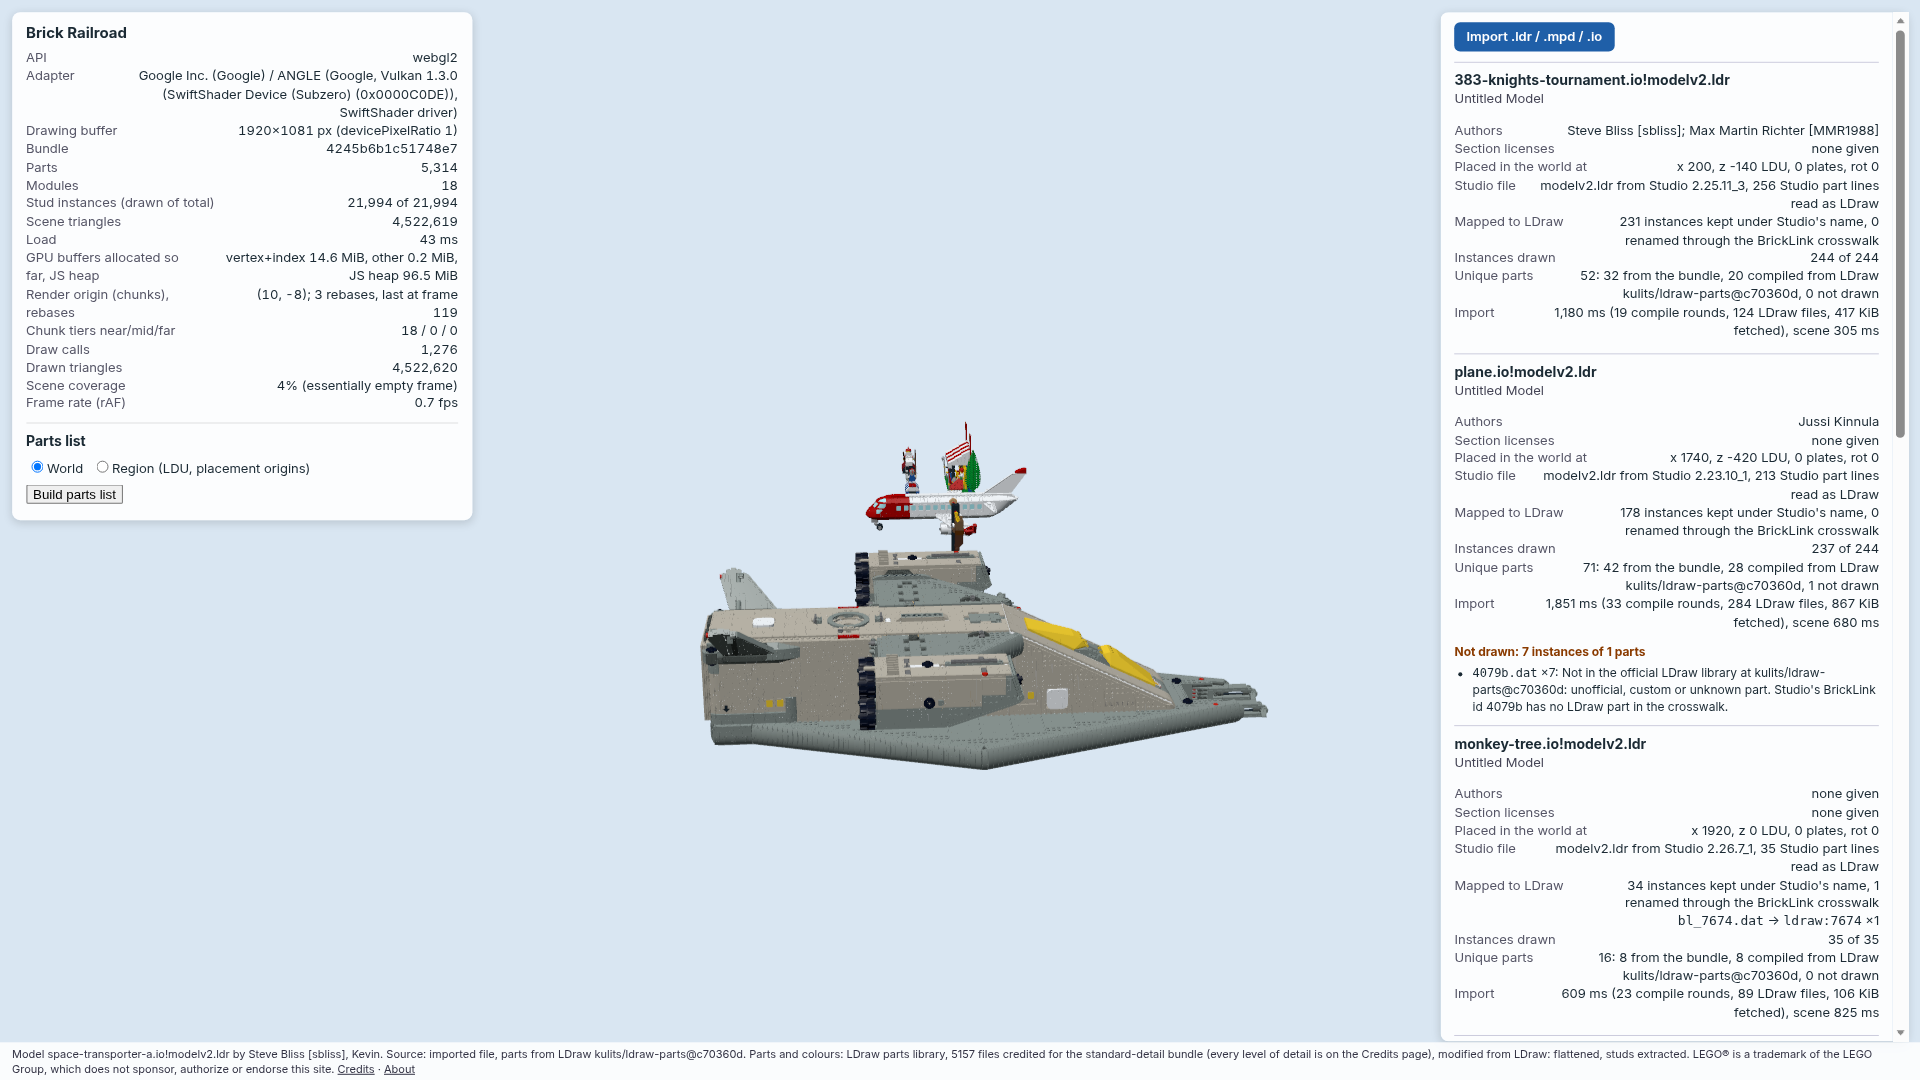 Brick Railroad
API webgl2
Adapter Google Inc. (Google) / ANGLE (Google, Vulkan 1.3.0
(SwiftShader Device (Subzero) (0x0000C0DE)),
SwiftShader driver)
Drawing buffer 1920×1081 px (devicePixelRatio 1)
Bundle 4245b6b1c51748e7
Parts 5,314
Modules 18
Stud instances (drawn of total) 21,994 of 21,994
Scene triangles 4,522,619
Load 43 ms
GPU buffers allocated so vertex+index 14.6 MiB, other 0.2 MiB,
far, JS heap JS heap 96.5 MiB
Render origin (chunks), (10, -8); 3 rebases, last at frame
rebases 119
Chunk tiers near/mid/far 18 / 0 / 0
Draw calls 1,276
Drawn triangles 4,522,620
Scene coverage 4% (essentially empty frame)
Frame rate (rAF) 0.7 fps
Parts list
World Region (LDU, placement origins)
Build parts list
Import .ldr / .mpd / .io
383-knights-tournament.io!modelv2.ldr
Untitled Model
Authors Steve Bliss [sbliss]; Max Martin Richter [MMR1988]
Section licenses none given
Placed in the world at x 200, z -140 LDU, 0 plates, rot 0
Studio file modelv2.ldr from Studio 2.25.11_3, 256 Studio part lines
read as LDraw
Mapped to LDraw 231 instances kept under Studio's name, 0
renamed through the BrickLink crosswalk
Instances drawn 244 of 244
Unique parts 52: 32 from the bundle, 20 compiled from LDraw
kulits/ldraw-parts@c70360d, 0 not drawn
Import 1,180 ms (19 compile rounds, 124 LDraw files, 417 KiB
fetched), scene 305 ms
plane.io!modelv2.ldr
Untitled Model
Authors Jussi Kinnula
Section licenses none given
Placed in the world at x 1740, z -420 LDU, 0 plates, rot 0
Studio file modelv2.ldr from Studio 2.23.10_1, 213 Studio part lines
read as LDraw
Mapped to LDraw 178 instances kept under Studio's name, 0
renamed through the BrickLink crosswalk
Instances drawn 237 of 244
Unique parts 71: 42 from the bundle, 28 compiled from LDraw
kulits/ldraw-parts@c70360d, 1 not drawn
Import 1,851 ms (33 compile rounds, 284 LDraw files, 867 KiB
fetched), scene 680 ms
Not drawn: 7 instances of 1 parts
• 4079b.dat ×7: Not in the official LDraw library at kulits/ldraw-
parts@c70360d: unofficial, custom or unknown part. Studio's BrickLink
id 4079b has no LDraw part in the crosswalk.
monkey-tree.io!modelv2.ldr
Untitled Model
Authors none given
Section licenses none given
Placed in the world at x 1920, z 0 LDU, 0 plates, rot 0
Studio file modelv2.ldr from Studio 2.26.7_1, 35 Studio part lines
read as LDraw
Mapped to LDraw 34 instances kept under Studio's name, 1
renamed through the BrickLink crosswalk
bl_7674.dat → ldraw:7674 ×1
Instances drawn 35 of 35
Unique parts 16: 8 from the bundle, 8 compiled from LDraw
kulits/ldraw-parts@c70360d, 0 not drawn
Import 609 ms (23 compile rounds, 89 LDraw files, 106 KiB
fetched), scene 825 ms
Model space-transporter-a.io!modelv2.ldr by Steve Bliss [sbliss], Kevin. Source: imported file, parts from LDraw kulits/ldraw-parts@c70360d. Parts and colours: LDraw parts library, 5157 files credited for the standard-detail bundle (every level of detail is on the Credits page), modified from LDraw: flattened, studs extracted. LEGO® is a trademark of the LEGO
Group, which does not sponsor, authorize or endorse this site. Credits · About